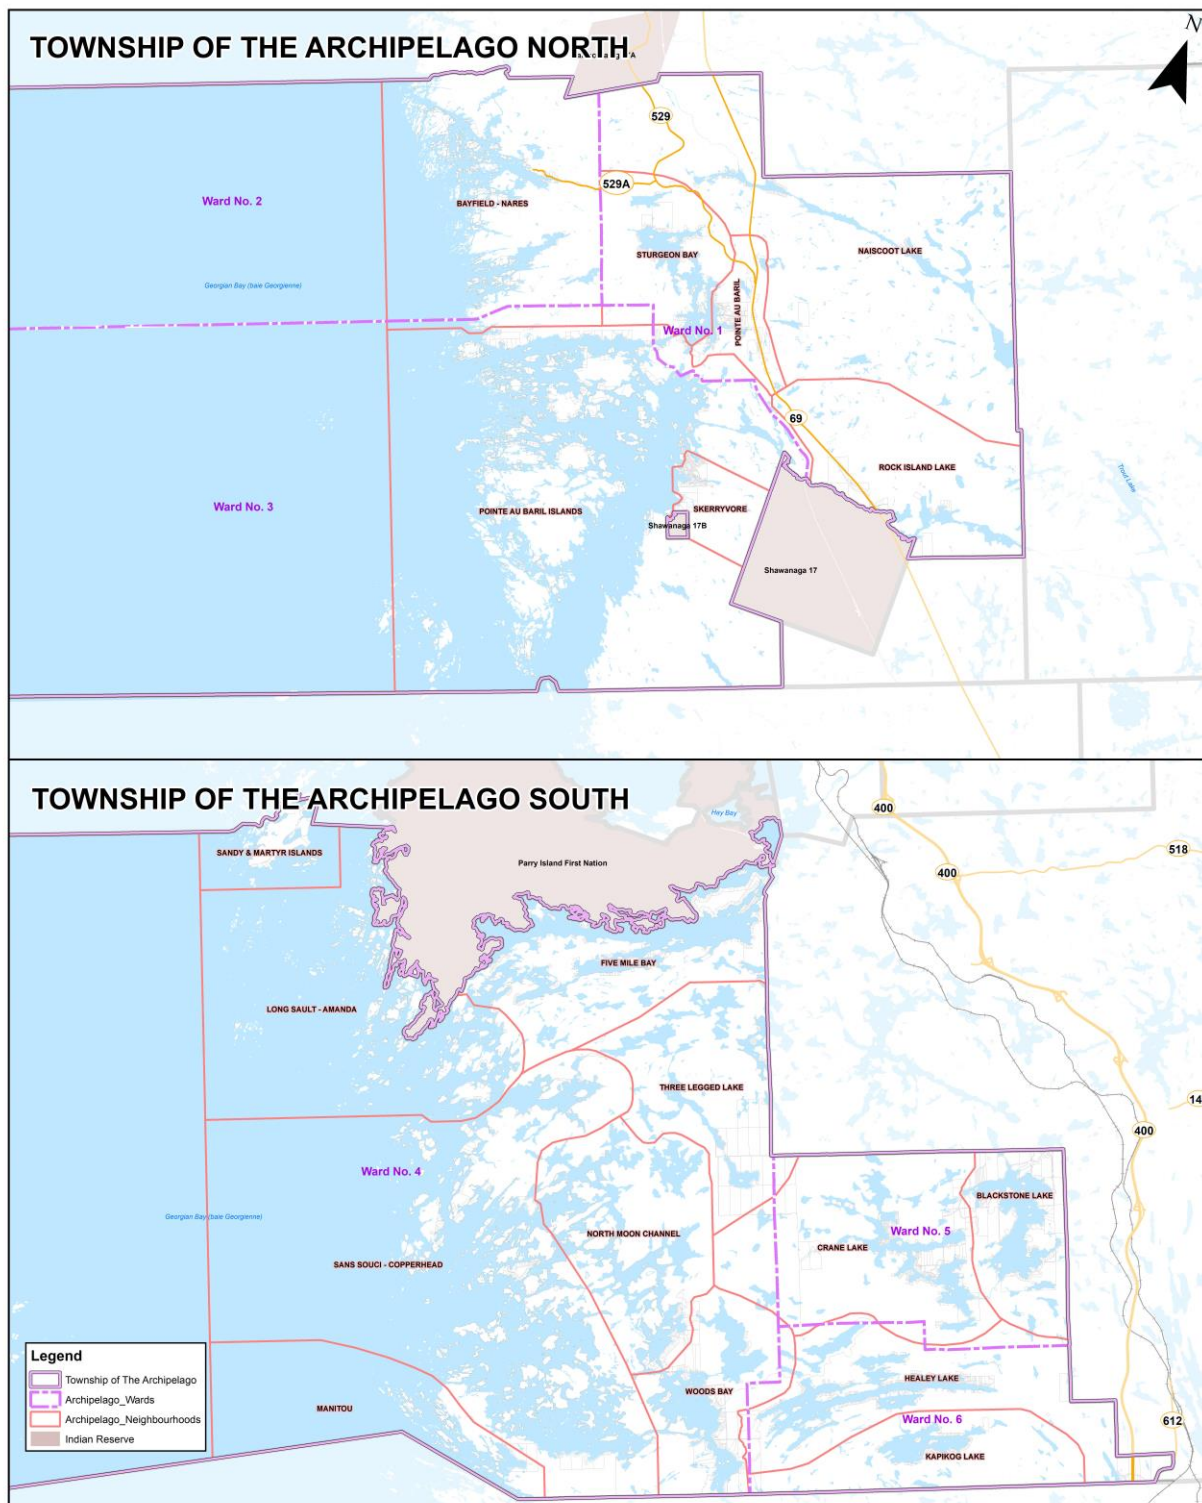 TOWNSHIP OF THE ARCHIPELAGO NORTH
N
529
529A
Ward No. 2
BAYFIELD - NARES
STURGEON BAY
NAISCOOT LAKE
Georgian Bay (baie Georgienne)
POINTE AU BARIL
Ward No. 1
69
ROCK ISLAND LAKE
Trout Lake
Ward No. 3
POINTE AU BARIL ISLANDS
SKERRYVORE
Shawanaga 17B
Shawanaga 17
TOWNSHIP OF THE ARCHIPELAGO SOUTH
400
Hay Bay
518
SANDY & MARTYR ISLANDS
Parry Island First Nation
400
FIVE MILE BAY
LONG SAULT - AMANDA
THREE LEGGED LAKE
14
400
Ward No. 4
BLACKSTONE LAKE
Georgian Bay (baie Georgienne)
NORTH MOON CHANNEL
Ward No. 5
CRANE LAKE
SANS SOUCI - COPPERHEAD
Legend
Township of The Archipelago
Archipelago_Wards
Archipelago_Neighbourhoods
Indian Reserve
HEALEY LAKE
WOODS BAY
MANITOU
Ward No. 6
612
KAPIKOG LAKE